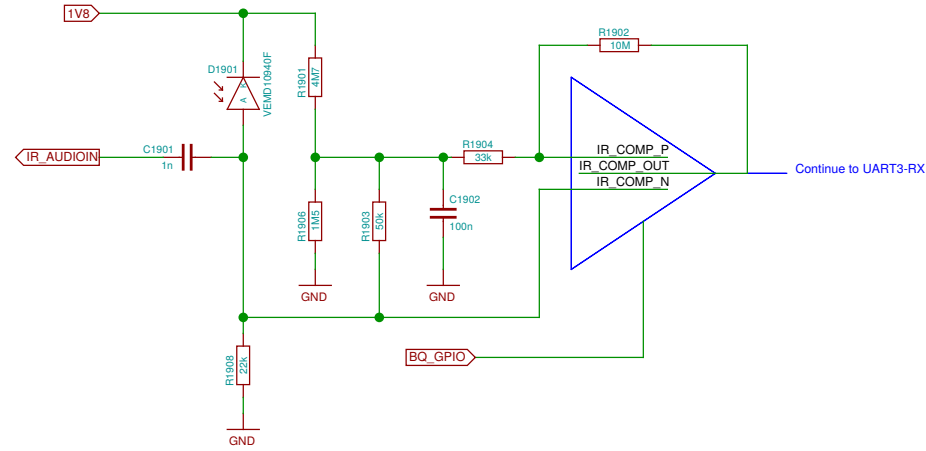 1V8
R1902
10M
D1901
K
A
VEMD10940F
R1901
4M7
IR_AUDIOIN
C1901
1n
R1904
33k
IR_COMP_P
IR_COMP_OUT
IR_COMP_N
Continue to UART3-RX
R1906
1M5
R1903
50k
C1902
100n
GND
GND
BQ_GPIO
R1908
22k
GND